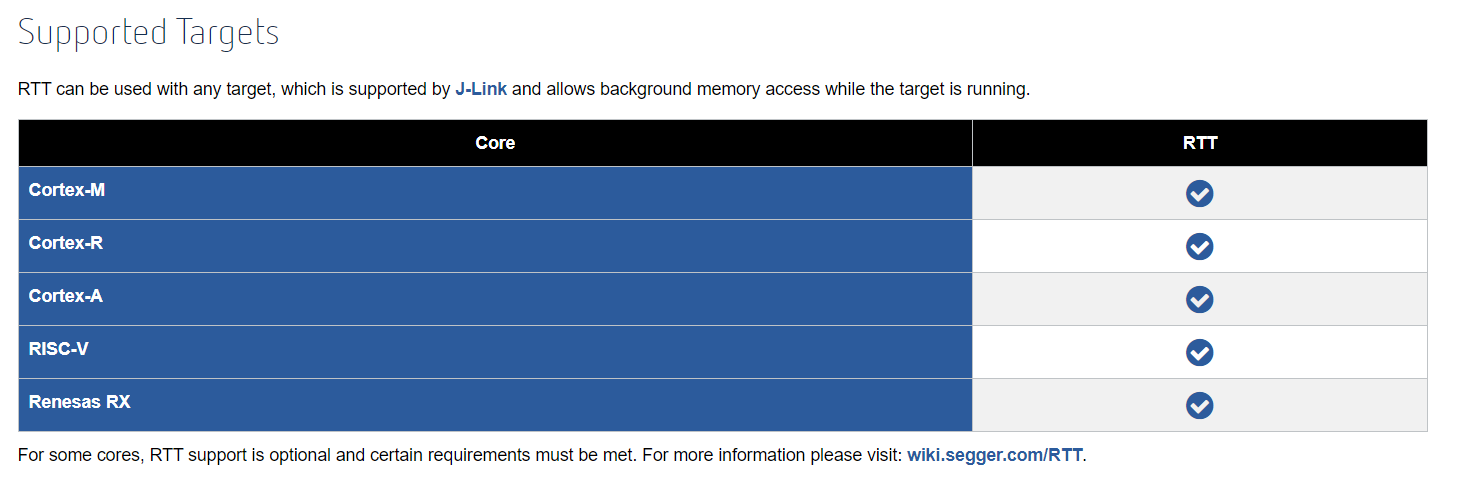 Supported Targets
RTT can be used with any target, which is supported by J-Link and allows background memory access while the target is running.
Core RTT
Cortex-M
Cortex-R
Cortex-A
RISC-V
Renesas RX
For some cores, RTT support is optional and certain requirements must be met. For more information please visit: wiki.segger.com/RTT.